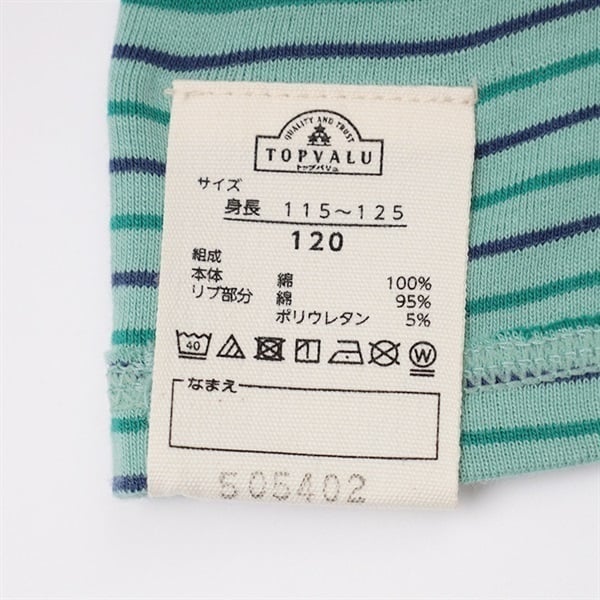 QUALITY AND TRUST
TOPVALU
トップバリュ
サイズ
身長 115～125
120
組成
本体 綿 100%
リブ部分 綿 95%
ポリウレタン 5%
40
W
なまえ
505402